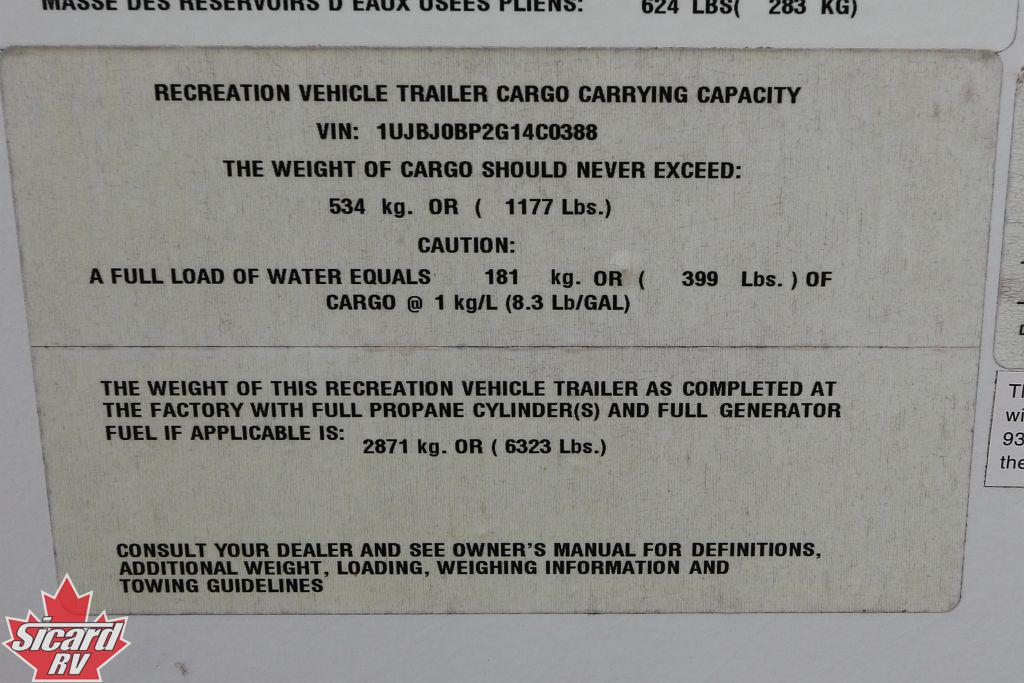 MASSE DES RÉSERVOIRS D'EAUX USÉES PLIENS: 624 LBS( 283 KG)
RECREATION VEHICLE TRAILER CARGO CARRYING CAPACITY
VIN: 1UJBJ0BP2G14C0388
THE WEIGHT OF CARGO SHOULD NEVER EXCEED:
534 kg. OR ( 1177 Lbs.)
CAUTION:
A FULL LOAD OF WATER EQUALS 181 kg. OR ( 399 Lbs. ) OF
CARGO @ 1 kg/L (8.3 Lb/GAL)
THE WEIGHT OF THIS RECREATION VEHICLE TRAILER AS COMPLETED AT
THE FACTORY WITH FULL PROPANE CYLINDER(S) AND FULL GENERATOR
FUEL IF APPLICABLE IS:
2871 kg. OR ( 6323 Lbs.)
CONSULT YOUR DEALER AND SEE OWNER'S MANUAL FOR DEFINITIONS,
ADDITIONAL WEIGHT, LOADING, WEIGHING INFORMATION AND
TOWING GUIDELINES
93
the
Sicard
RV